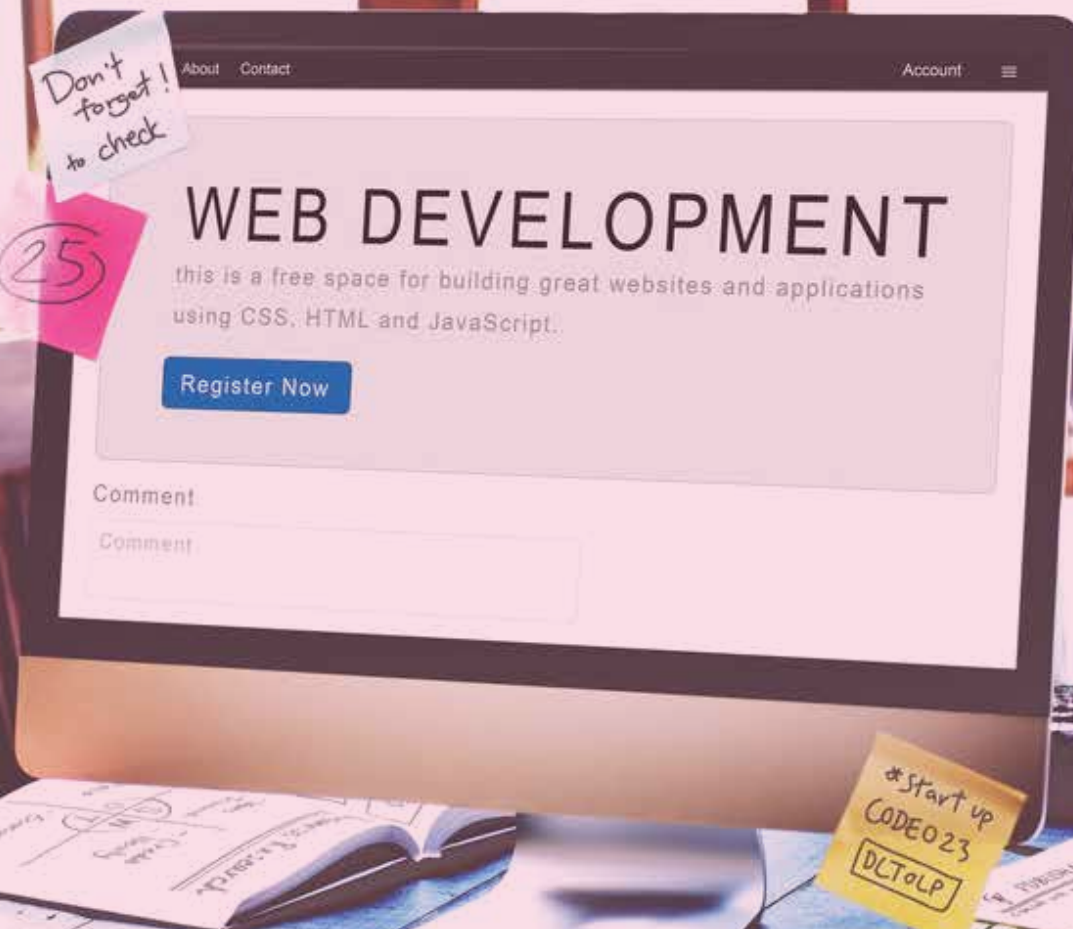 Don't
forget!
to check
About Contact
Account
25
WEB DEVELOPMENT
this is a free space for building great websites and applications
using CSS, HTML and JavaScript.
Register Now
Comment
Comment
*Start up
CODE023
DLTOLP
Research